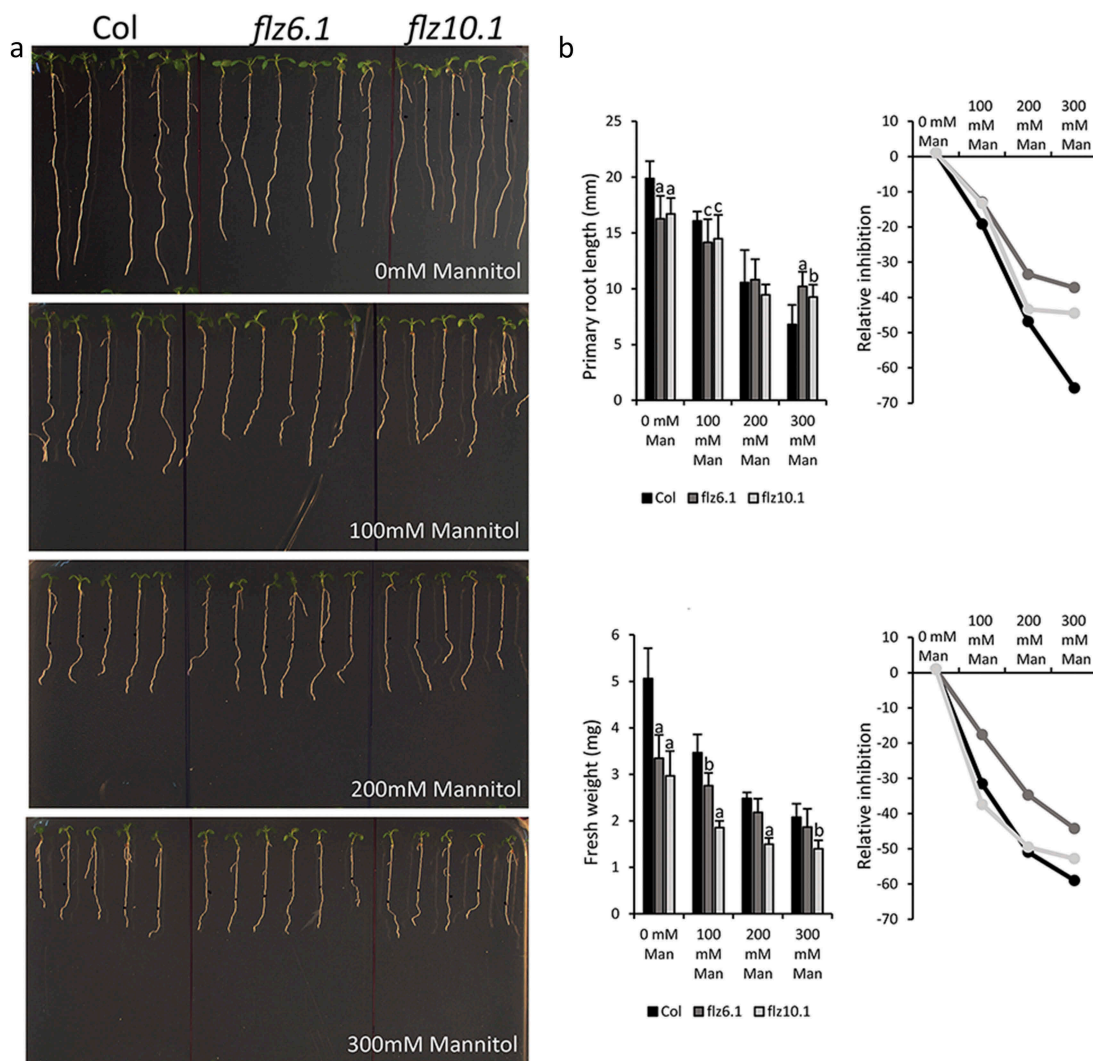 a
Col
flz6.1
flz10.1
0mM Mannitol
100mM Mannitol
200mM Mannitol
300mM Mannitol
b
Primary root length (mm)
25
20
15
10
5
0
a a
c c
a
b
0 mM
Man
100
mM
Man
200
mM
Man
300
mM
Man
Col flz6.1 flz10.1
Relative inhibition
10
0
-10
-20
-30
-40
-50
-60
-70
0 mM
Man
100
mM
Man
200
mM
Man
300
mM
Man
Fresh weight (mg)
6
5
4
3
2
1
0
a
a
b
a
a
b
0 mM
Man
100
mM
Man
200
mM
Man
300
mM
Man
Col flz6.1 flz10.1
Relative inhibition
10
0
-10
-20
-30
-40
-50
-60
-70
0 mM
Man
100
mM
Man
200
mM
Man
300
mM
Man